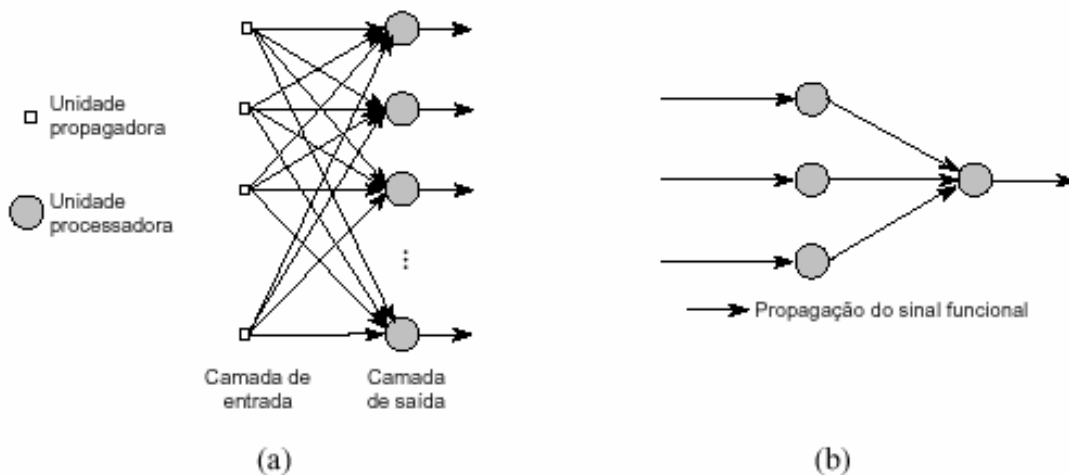 Unidade
propagadora
Unidade
processadora
...
Camada de
entrada
Camada
de saída
(a)
Propagação do sinal funcional
(b)